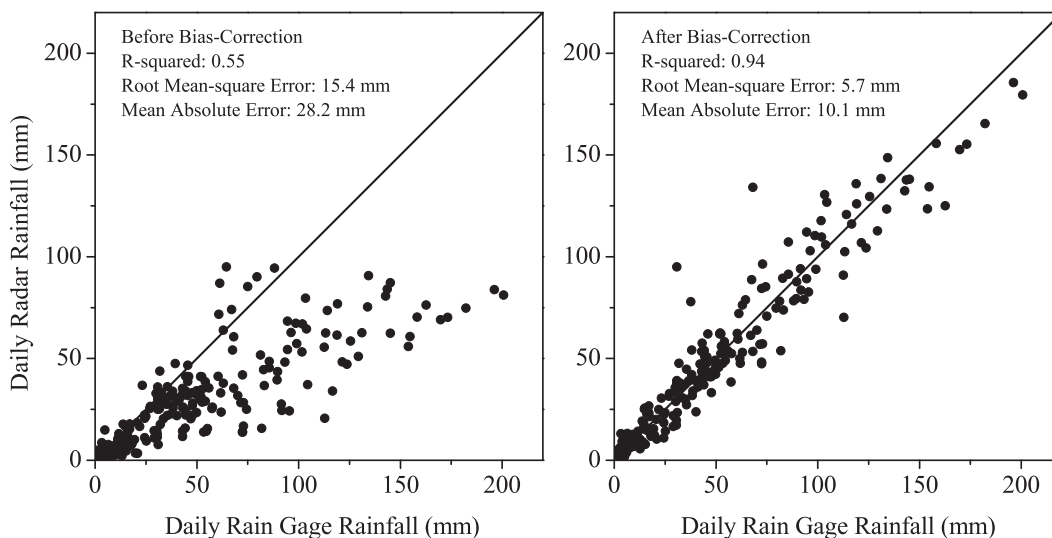 Before Bias-Correction
R-squared: 0.55
Root Mean-square Error: 15.4 mm
Mean Absolute Error: 28.2 mm
After Bias-Correction
R-squared: 0.94
Root Mean-square Error: 5.7 mm
Mean Absolute Error: 10.1 mm
Daily Radar Rainfall (mm)
200
150
100
50
0
0 50 100 150 200
Daily Rain Gage Rainfall (mm)
200
150
100
50
0
0 50 100 150 200
Daily Rain Gage Rainfall (mm)